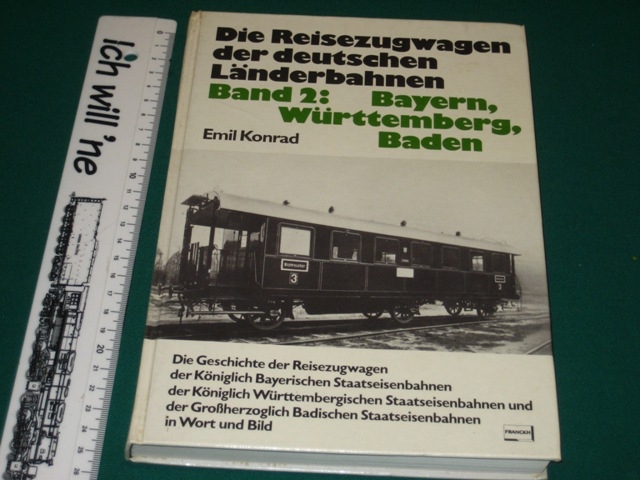 Ich will 'ne
Die Reisezugwagen
der deutschen
Länderbahnen
Band 2: Bayern,
Württemberg,
Baden
Emil Konrad
3
Die Geschichte der Reisezugwagen
der Königlich Bayerischen Staatseisenbahnen
der Königlich Württembergischen Staatseisenbahnen und
der Großherzoglich Badischen Staatseisenbahnen
in Wort und Bild
FRANCKH